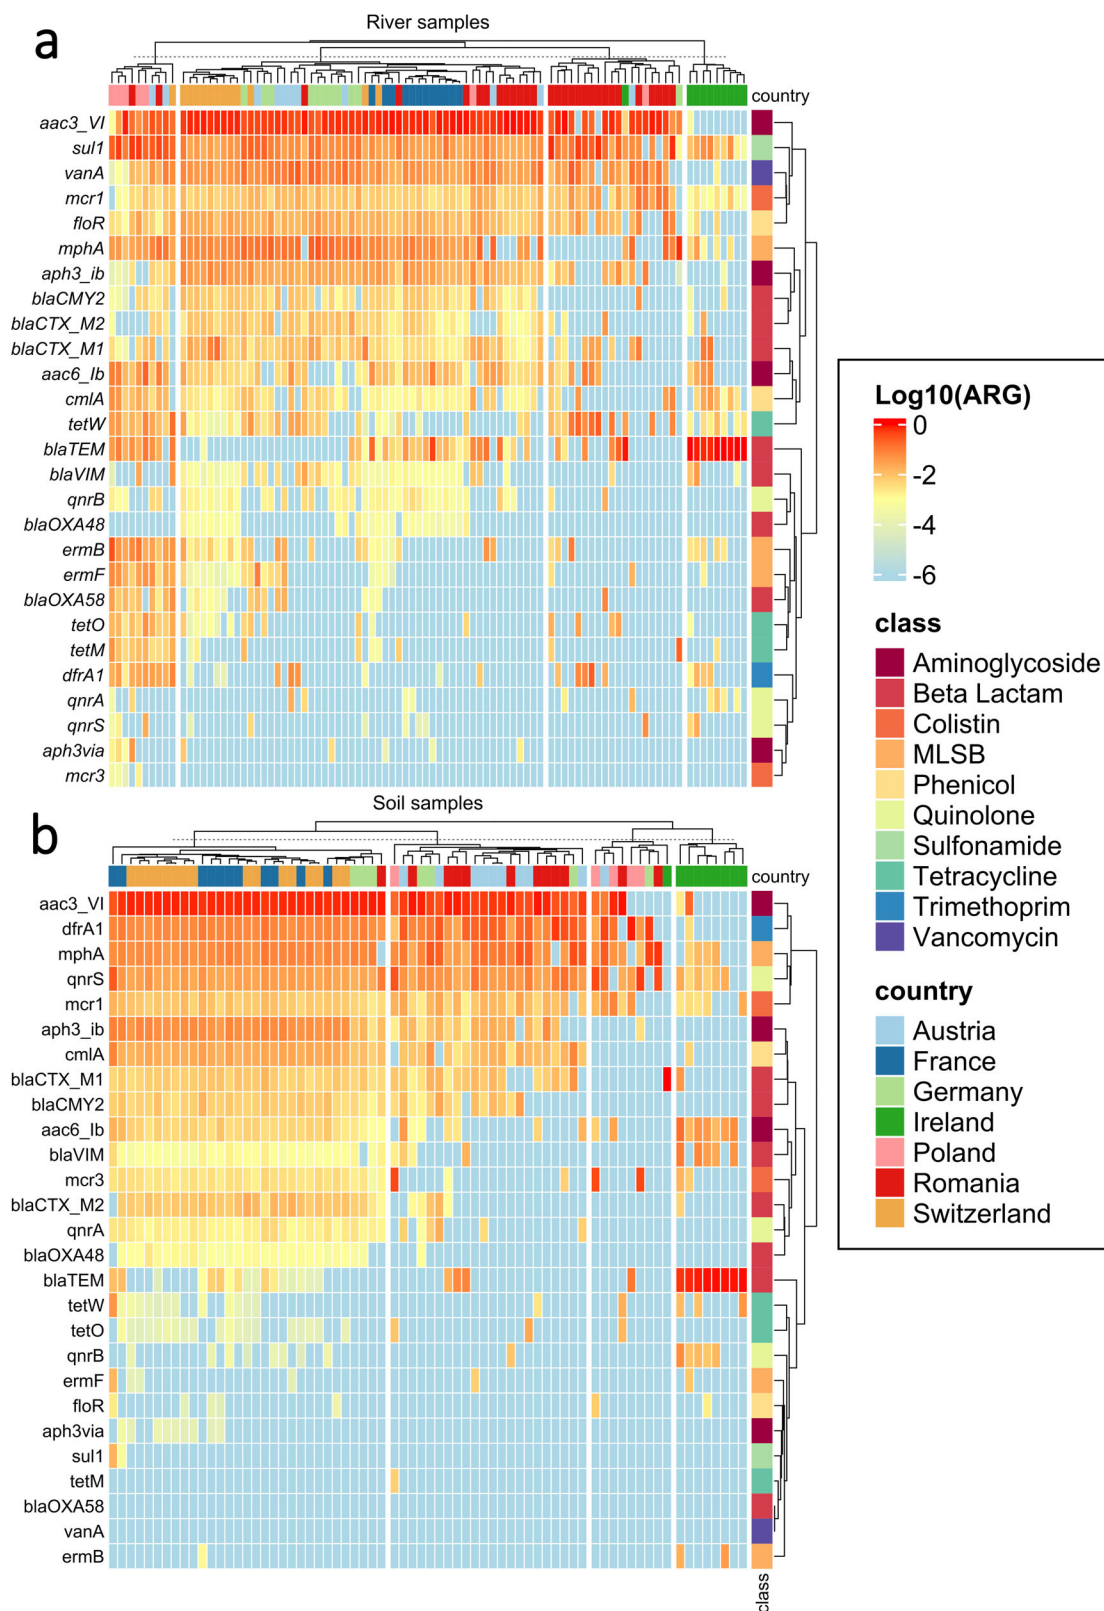 a
River samples
country
aac3_VI
sul1
vanA
mcr1
floR
mphA
aph3_ib
blaCMY2
blaCTX_M2
blaCTX_M1
aac6_Ib
cmlA
tetW
blaTEM
blaVIM
qnrB
blaOXA48
ermB
ermF
blaOXA58
tetO
tetM
dfrA1
qnrA
qnrS
aph3via
mcr3
b
Soil samples
country
aac3_VI
dfrA1
mphA
qnrS
mcr1
aph3_ib
cmlA
blaCTX_M1
blaCMY2
aac6_Ib
blaVIM
mcr3
blaCTX_M2
qnrA
blaOXA48
blaTEM
tetW
tetO
qnrB
ermF
floR
aph3via
sul1
tetM
blaOXA58
vanA
ermB
class
Log10(ARG)
0
-2
-4
-6
class
Aminoglycoside
Beta Lactam
Colistin
MLSB
Phenicol
Quinolone
Sulfonamide
Tetracycline
Trimethoprim
Vancomycin
country
Austria
France
Germany
Ireland
Poland
Romania
Switzerland